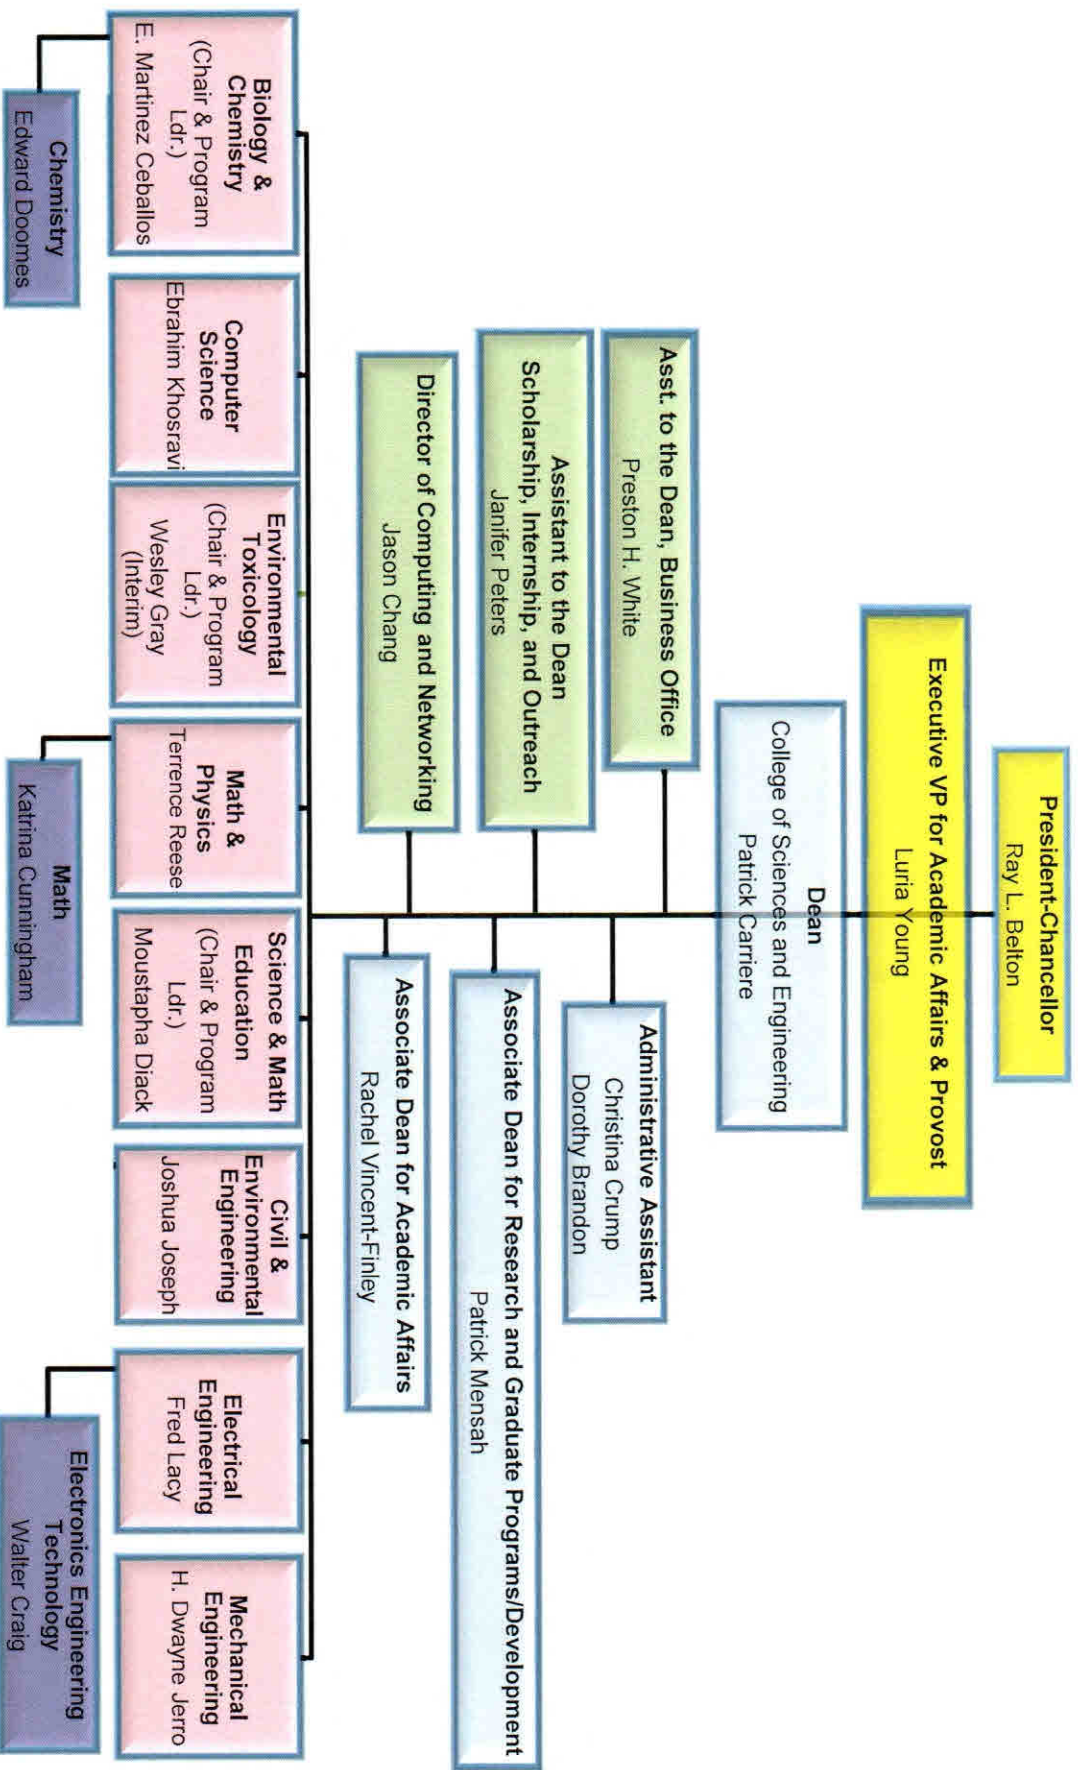 President-Chancellor
Ray L. Belton
Executive VP for Academic Affairs & Provost
Luria Young
Dean
College of Sciences and Engineering
Patrick Carriere
Asst. to the Dean, Business Office
Preston H. White
Administrative Assistant
Christina Crump
Dorothy Brandon
Assistant to the Dean
Scholarship, Internship, and Outreach
Janifer Peters
Associate Dean for Research and Graduate Programs/Development
Patrick Mensah
Director of Computing and Networking
Jason Chang
Associate Dean for Academic Affairs
Rachel Vincent-Finley
Biology &
Chemistry
(Chair & Program
Ldr.)
E. Martinez Ceballos
Computer
Science
Ebrahim Khosravi
Environmental
Toxicology
(Chair & Program
Ldr.)
Wesley Gray
(Interim)
Math &
Physics
Terrence Reese
Science & Math
Education
(Chair & Program
Ldr.)
Moustapha Diack
Civil &
Environmental
Engineering
Joshua Joseph
Electrical
Engineering
Fred Lacy
Mechanical
Engineering
H. Dwayne Jerro
Chemistry
Edward Doomes
Math
Katrina Cunningham
Electronics Engineering
Technology
Walter Craig